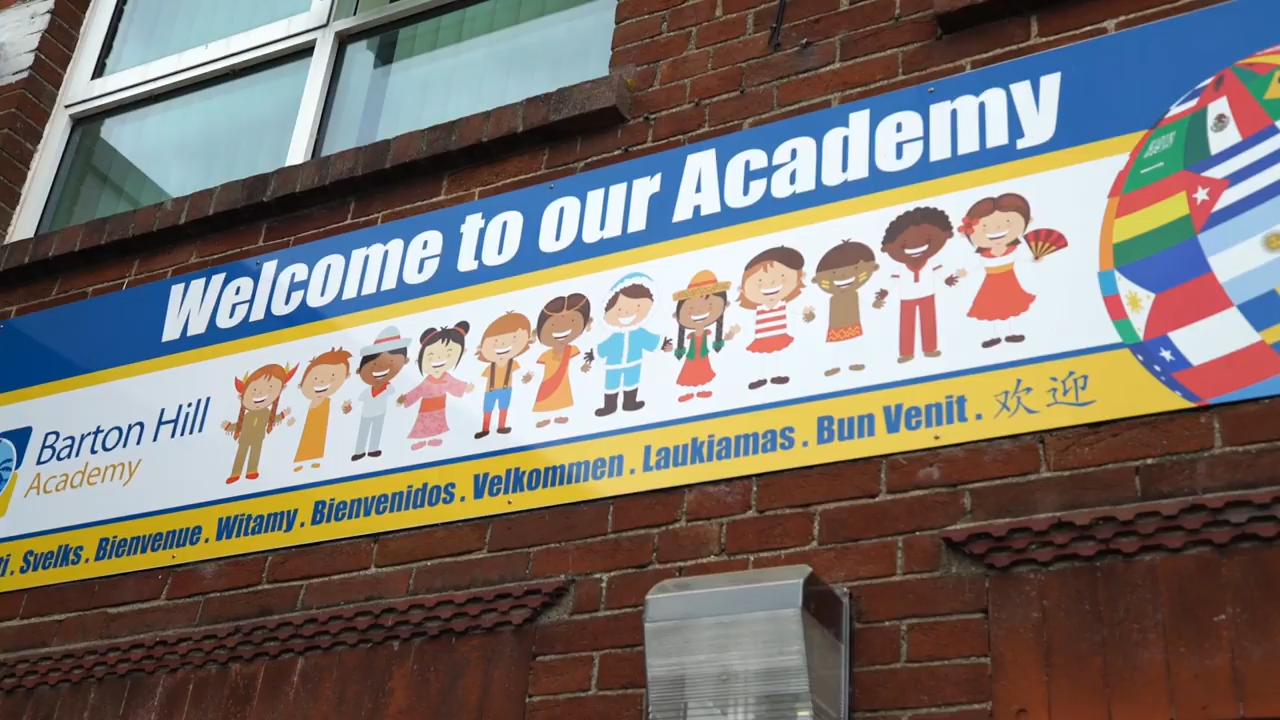 Welcome to our Academy
Barton Hill
Academy
Svelks . Bienvenue . Witamy . Bienvenidos . Velkommen . Laukiamas . Bun Venit . 欢迎